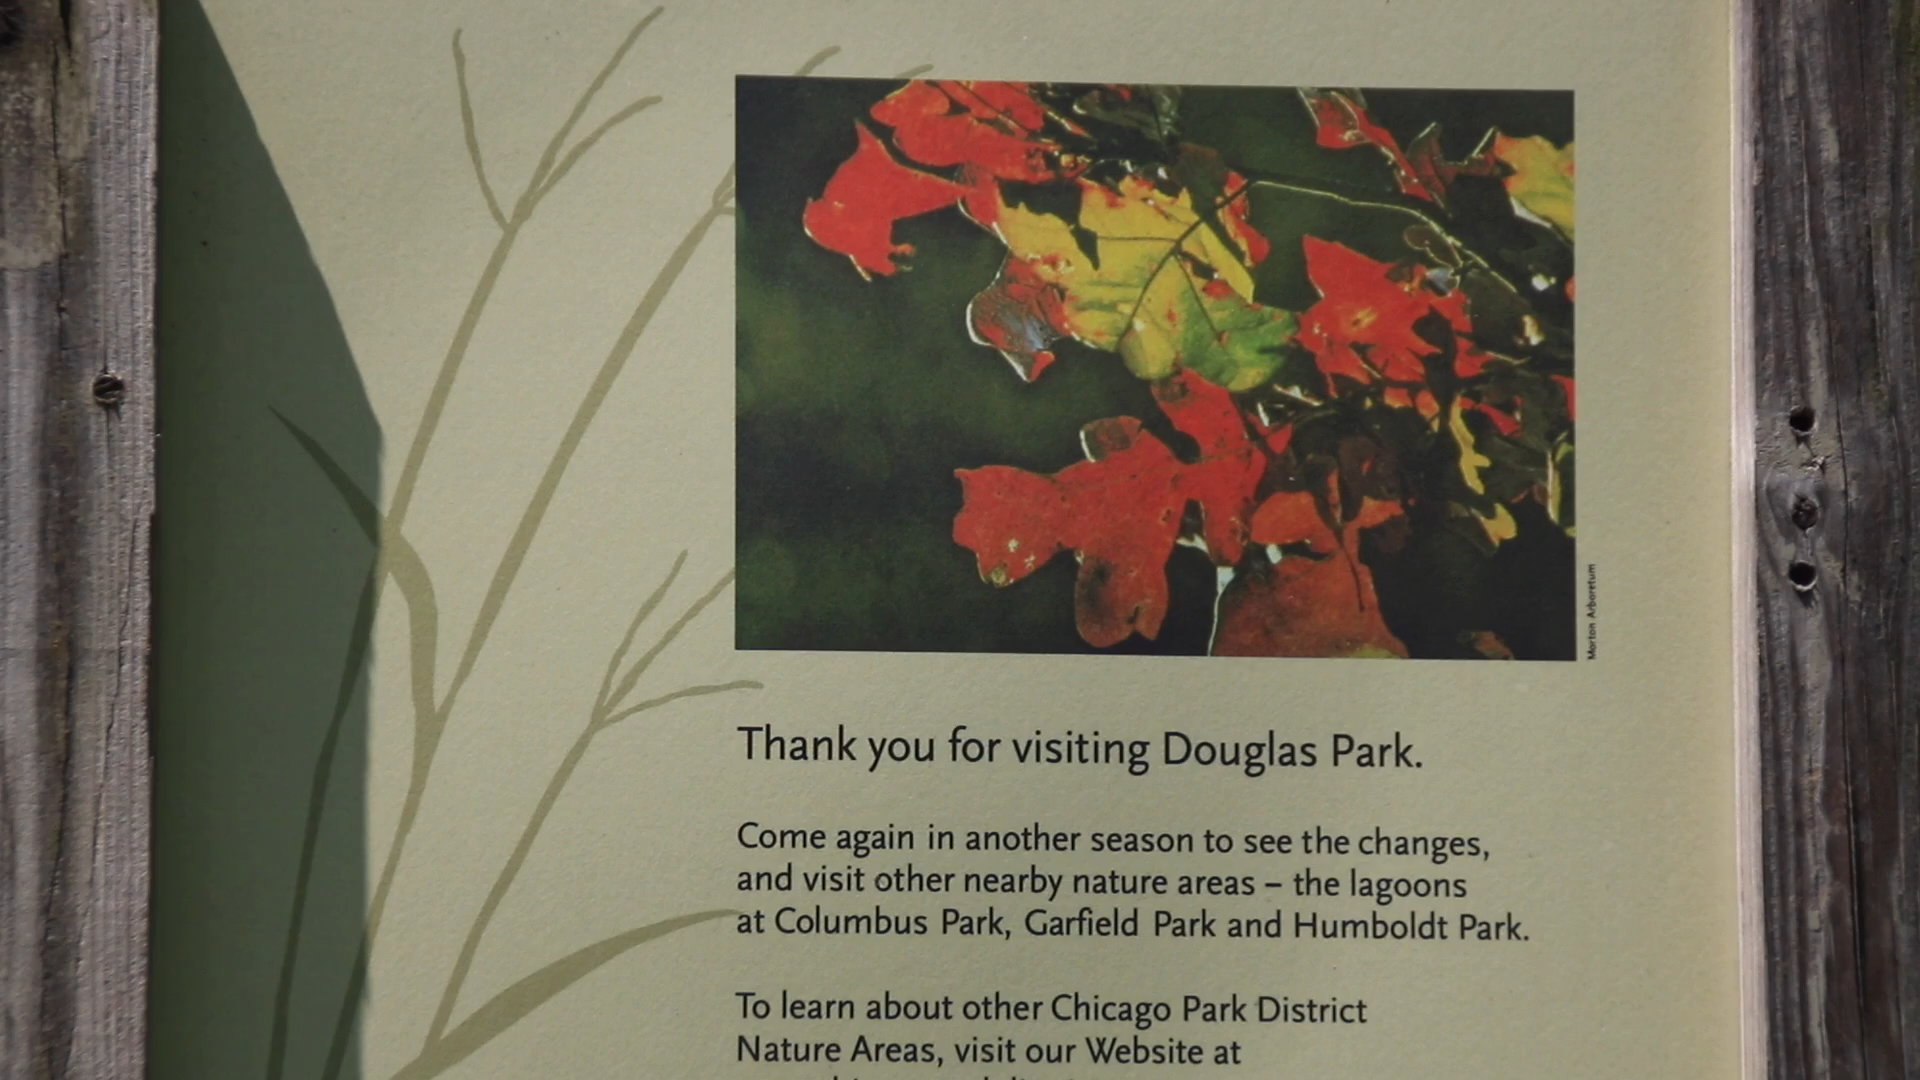 Morton Arboretum
Thank you for visiting Douglas Park.
Come again in another season to see the changes,
and visit other nearby nature areas – the lagoons
at Columbus Park, Garfield Park and Humboldt Park.
To learn about other Chicago Park District
Nature Areas, visit our Website at